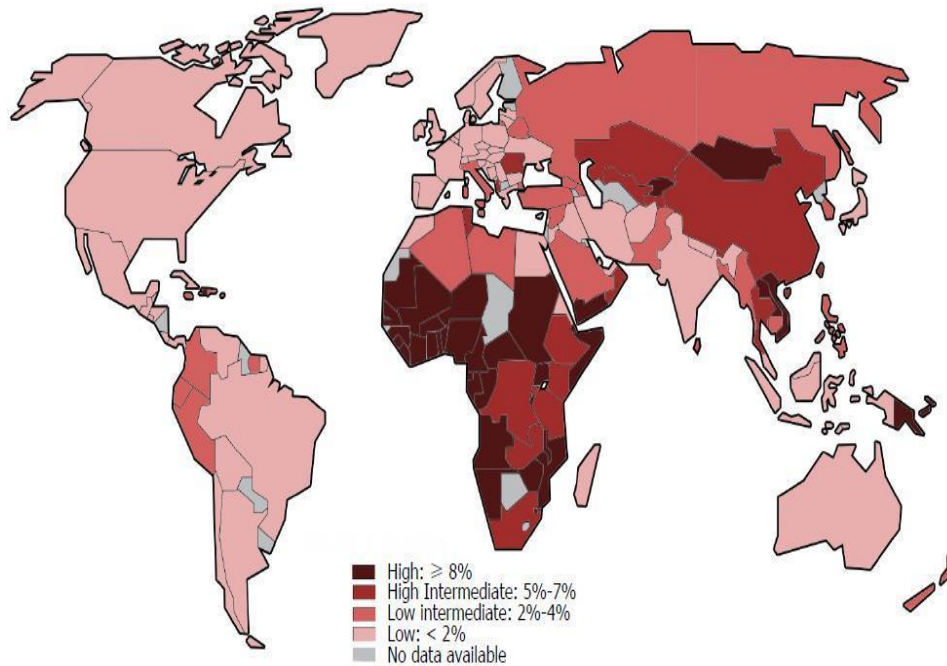 High: ⩾ 8%
High Intermediate: 5%-7%
Low intermediate: 2%-4%
Low: < 2%
No data available